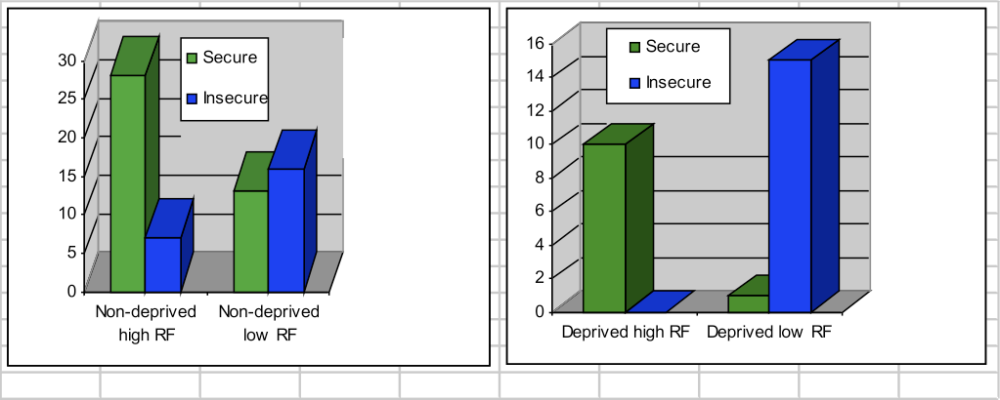 30
25
20
15
10
5
0
Secure
Insecure
Non-deprived high RF
Non-deprived low RF
16
14
12
10
8
6
4
2
0
Secure
Insecure
Deprived high RF
Deprived low RF